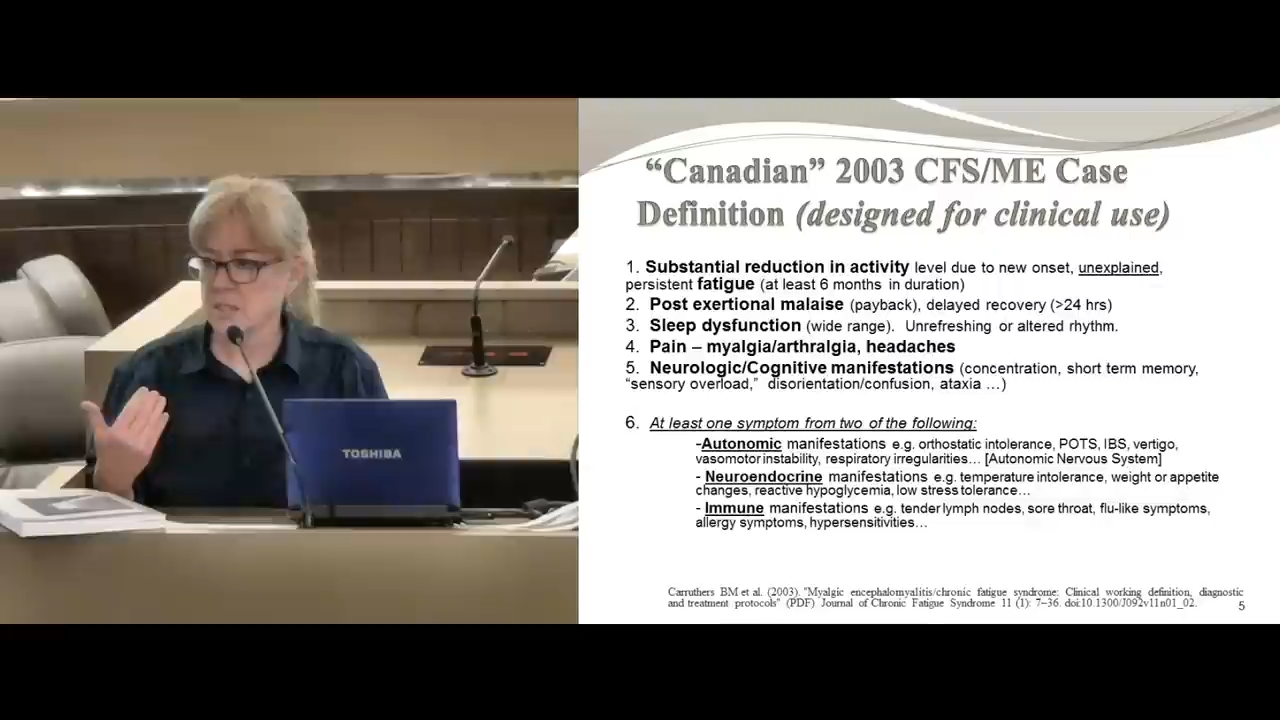 TOSHIBA
“Canadian” 2003 CFS/ME Case
Definition (designed for clinical use)
1. Substantial reduction in activity level due to new onset, unexplained,
persistent fatigue (at least 6 months in duration)
2. Post exertional malaise (payback), delayed recovery (>24 hrs)
3. Sleep dysfunction (wide range). Unrefreshing or altered rhythm.
4. Pain – myalgia/arthralgia, headaches
5. Neurologic/Cognitive manifestations (concentration, short term memory,
“sensory overload,” disorientation/confusion, ataxia …)
6. At least one symptom from two of the following:
-Autonomic manifestations e.g. orthostatic intolerance, POTS, IBS, vertigo,
vasomotor instability, respiratory irregularities… [Autonomic Nervous System]
- Neuroendocrine manifestations e.g. temperature intolerance, weight or appetite
changes, reactive hypoglycemia, low stress tolerance…
- Immune manifestations e.g. tender lymph nodes, sore throat, flu-like symptoms,
allergy symptoms, hypersensitivities…
Carruthers BM et al. (2003). "Myalgic encephalomyalitis/chronic fatigue syndrome: Clinical working definition, diagnostic
and treatment protocols" (PDF) Journal of Chronic Fatigue Syndrome 11 (1): 7–36. doi:10.1300/J092v11n01_02.
5